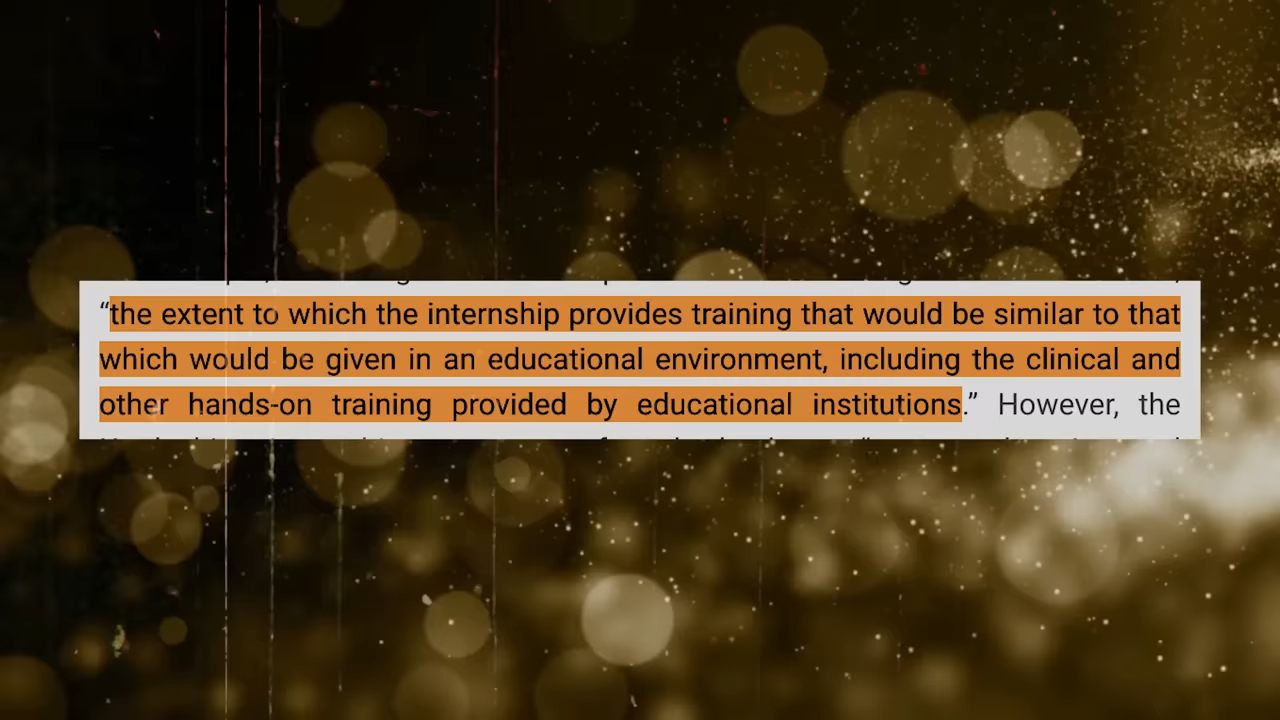 “the extent to which the internship provides training that would be similar to that
which would be given in an educational environment, including the clinical and
other hands-on training provided by educational institutions.” However, the